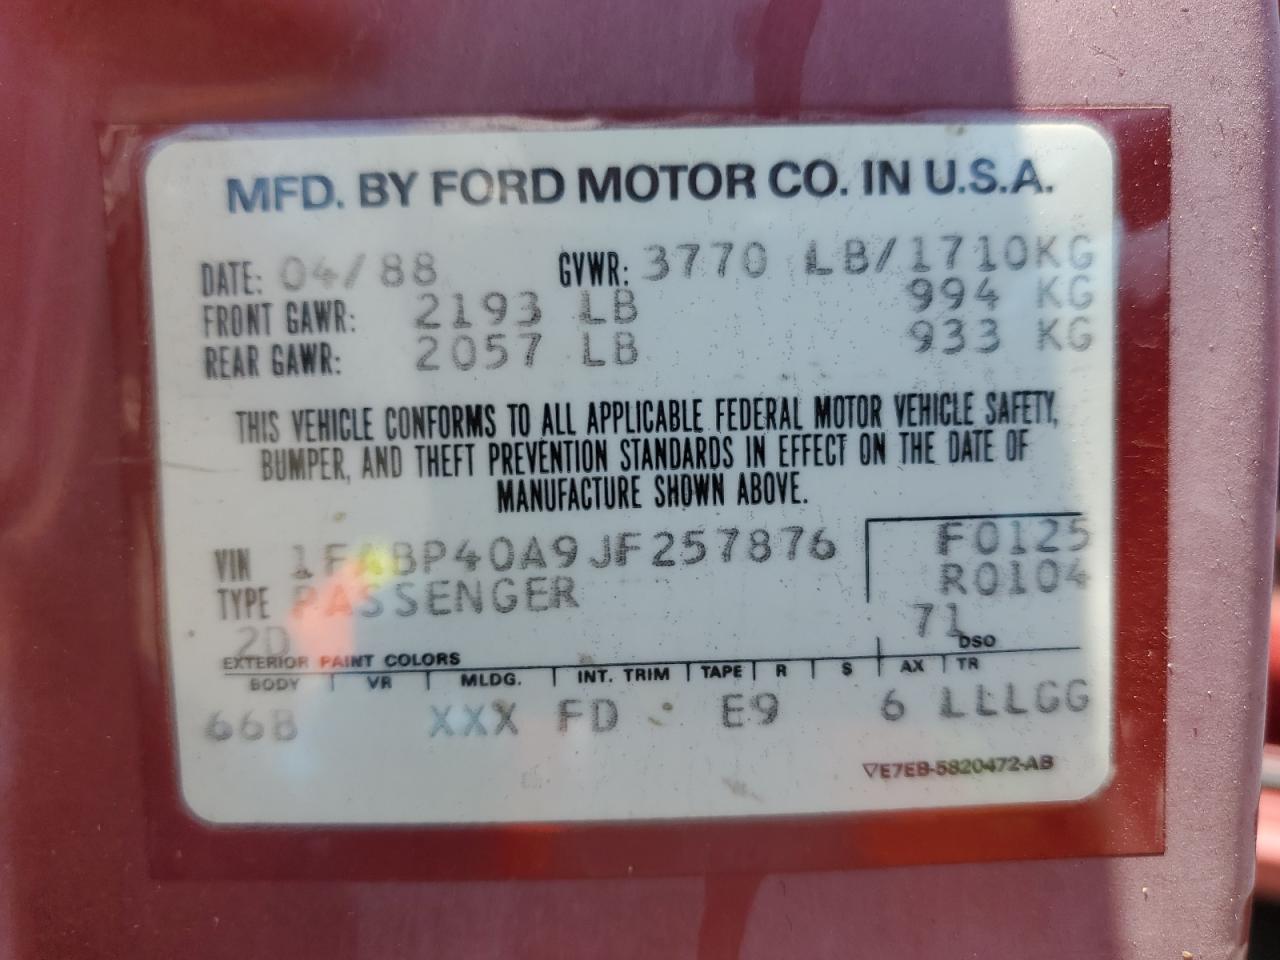 MFD. BY FORD MOTOR CO. IN U.S.A.
DATE: 04/88 GVWR: 3770 LB/1710KG
FRONT GAWR: 2193 LB 994 KG
REAR GAWR: 2057 LB 933 KG
THIS VEHICLE CONFORMS TO ALL APPLICABLE FEDERAL MOTOR VEHICLE SAFETY,
BUMPER, AND THEFT PREVENTION STANDARDS IN EFFECT ON THE DATE OF
MANUFACTURE SHOWN ABOVE.
VIN 1FABP40A9JF257876 F0125
TYPE PASSENGER R0104
2D 71 DSO
EXTERIOR PAINT COLORS
BODY VR MLDG. INT. TRIM TAPE R S AX TR
66B XXX FD E9 6 LLLGG
▽E7EB-5820472-AB